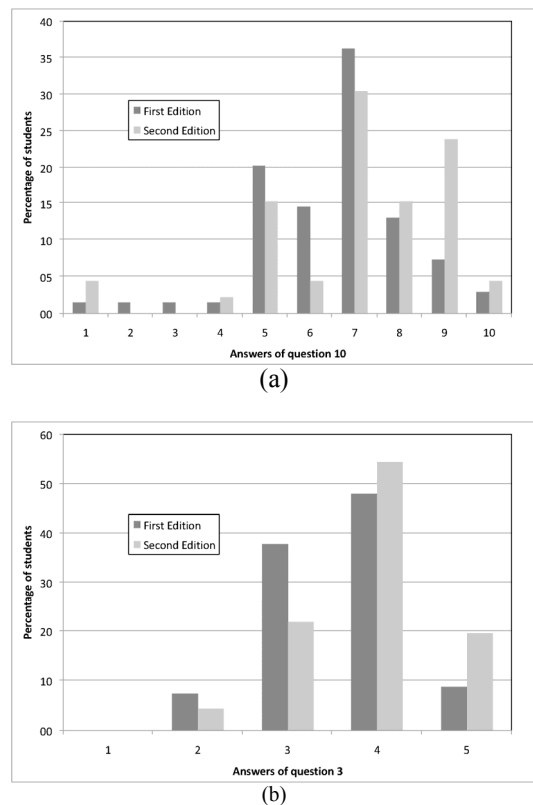 40
35
30
25
20
15
10
05
00
Percentage of students
First Edition
Second Edition
1 2 3 4 5 6 7 8 9 10
Answers of question 10
(a)
60
50
40
30
20
10
00
Percentage of students
First Edition
Second Edition
1 2 3 4 5
Answers of question 3
(b)